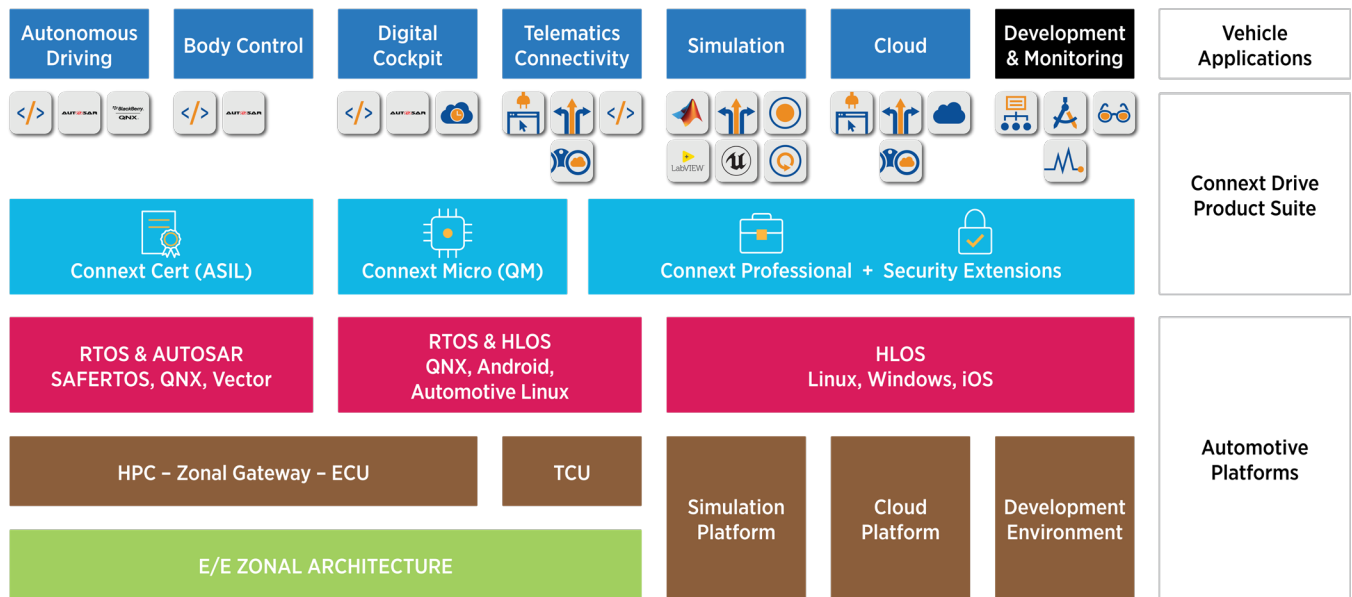 Autonomous
Driving
Body Control
Digital
Cockpit
Telematics
Connectivity
Simulation
Cloud
Development
& Monitoring
Vehicle
Applications
</>
AUTOSAR
BlackBerry
QNX
</>
AUTOSAR
</>
AUTOSAR
</>
LabVIEW
Connext Drive
Product Suite
Connext Cert (ASIL)
Connext Micro (QM)
Connext Professional + Security Extensions
RTOS & AUTOSAR
SAFERTOS, QNX, Vector
RTOS & HLOS
QNX, Android,
Automotive Linux
HLOS
Linux, Windows, iOS
Automotive
Platforms
HPC – Zonal Gateway – ECU
TCU
Simulation
Platform
Cloud
Platform
Development
Environment
E/E ZONAL ARCHITECTURE